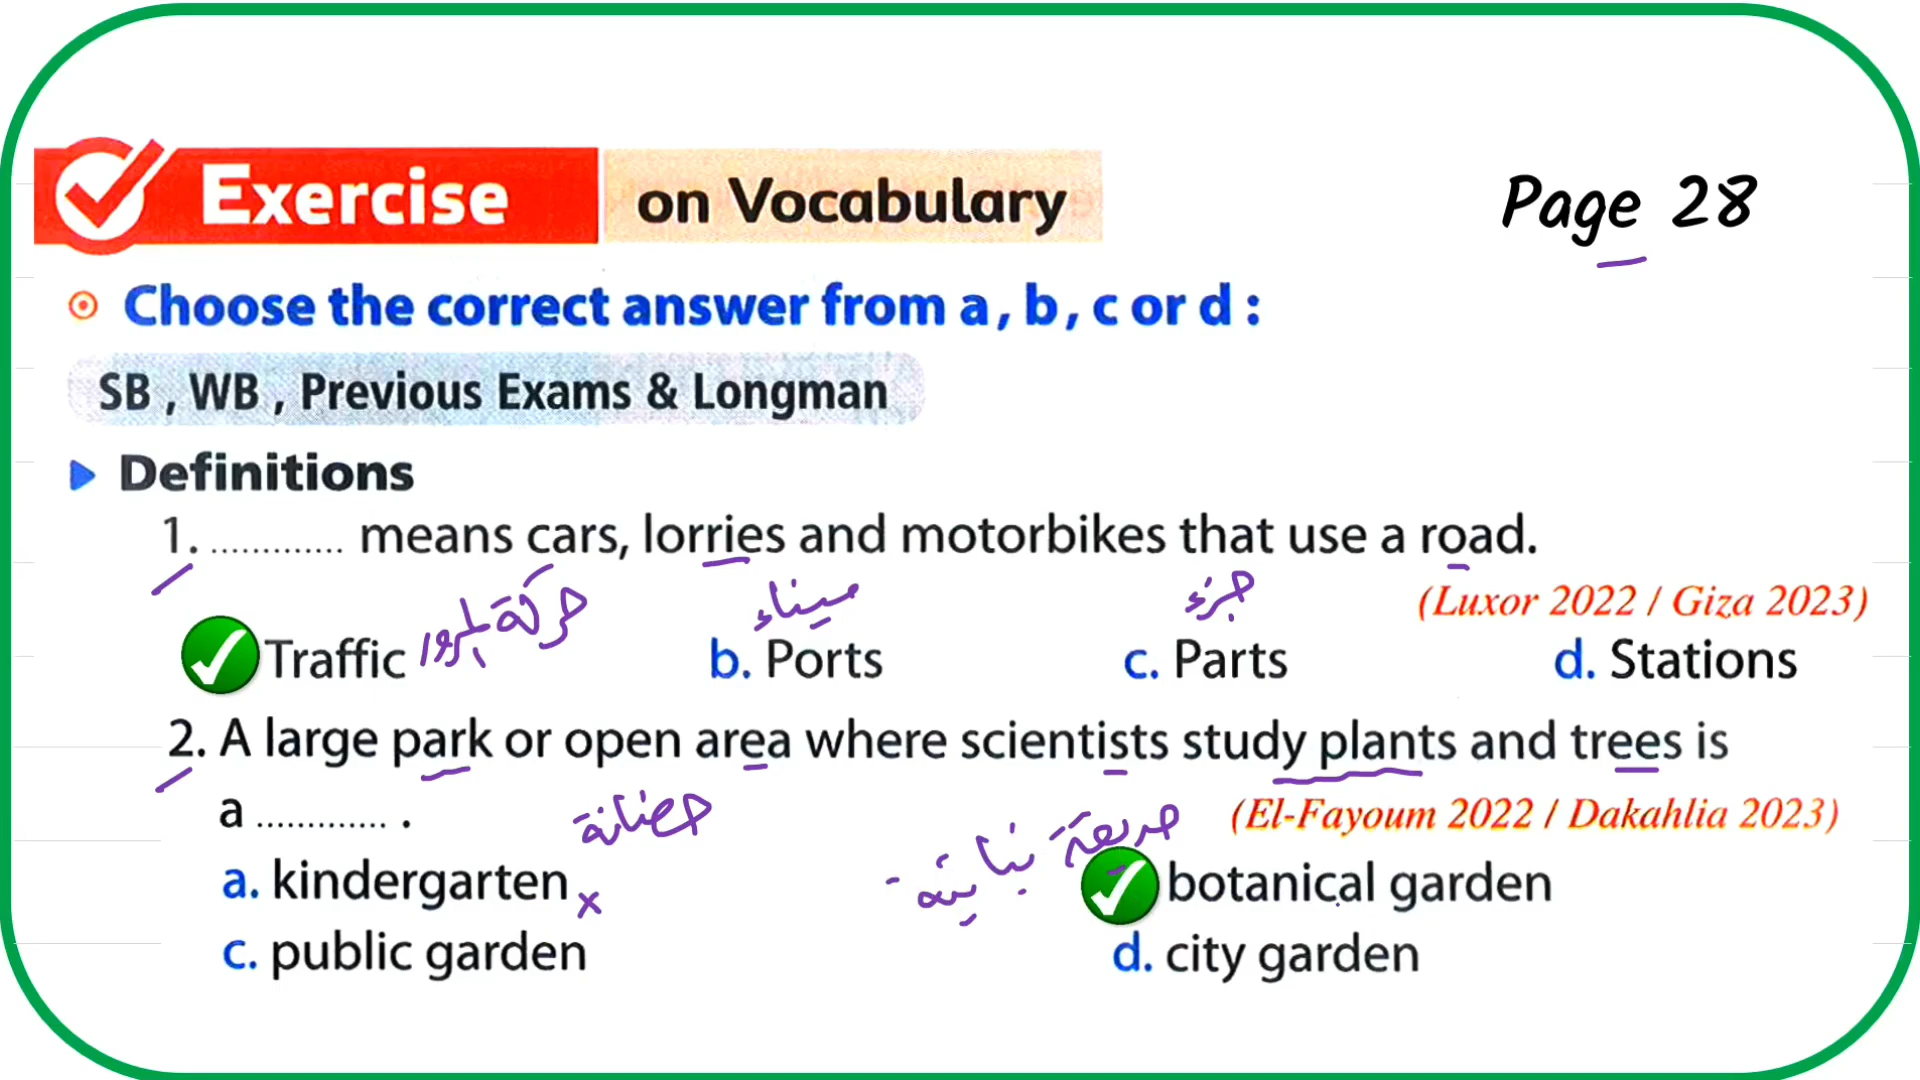 Exercise on Vocabulary
Page 28
Choose the correct answer from a, b, c or d :
SB , WB , Previous Exams & Longman
Definitions
1. ............. means cars, lorries and motorbikes that use a road.
(Luxor 2022 / Giza 2023)
حركة المرور
ميناء
جزء
Traffic b. Ports c. Parts d. Stations
2. A large park or open area where scientists study plants and trees is
a ............. . (El-Fayoum 2022 / Dakahlia 2023)
حضانة
حديقة نباتية
a. kindergarten x botanical garden
c. public garden d. city garden